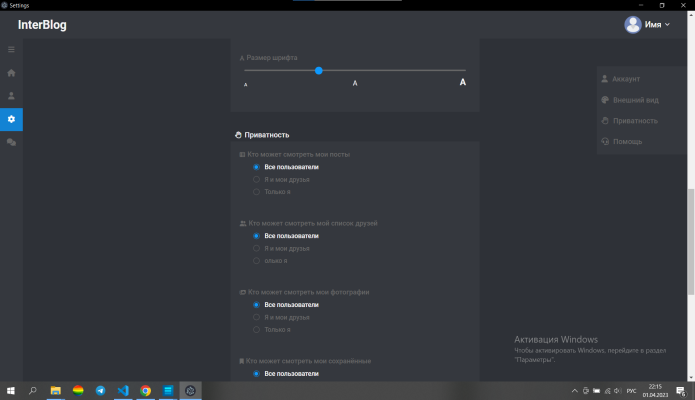 Settings
InterBlog
Имя
A Размер шрифта
A A A
Аккаунт
Внешний вид
Приватность
Помощь
Приватность
Кто может смотреть мои посты
Все пользователи
Я и мои друзья
Только я
Кто может смотреть мой список друзей
Все пользователи
Я и мои друзья
олько я
Кто может смотреть мои фотографии
Все пользователи
Я и мои друзья
Только я
Кто может смотреть мои сохранённые
Все пользователи
Активация Windows
Чтобы активировать Windows, перейдите в раздел
"Параметры".
РУС
22:15
01.04.2023
6